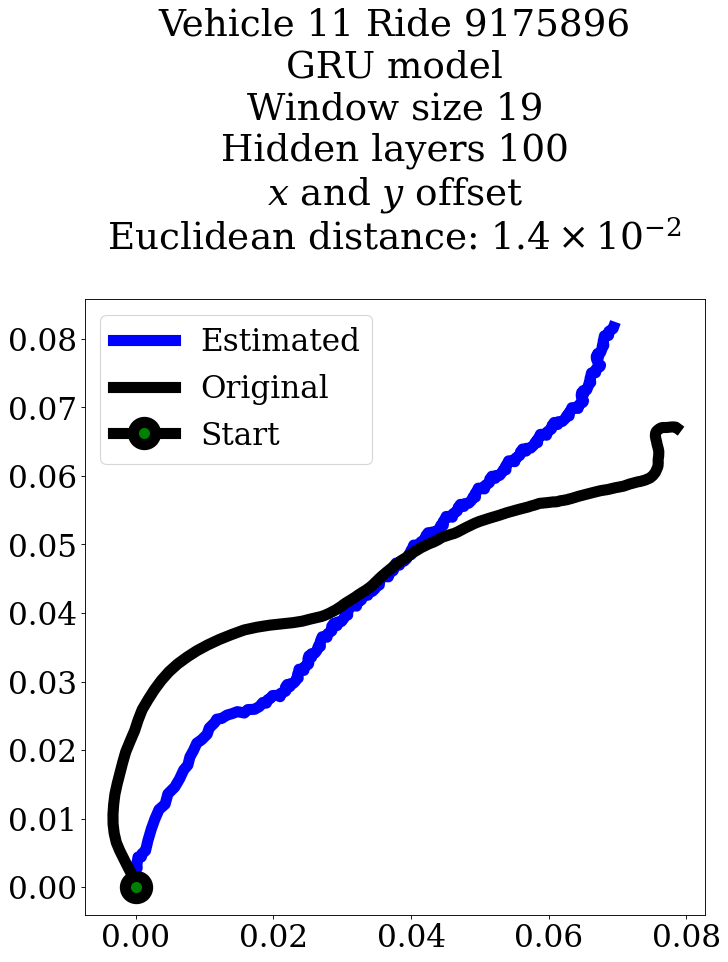 Vehicle 11 Ride 9175896
GRU model
Window size 19
Hidden layers 100
x and y offset
Euclidean distance: 1.4 × 10⁻²
Estimated
Original
Start
0.08
0.07
0.06
0.05
0.04
0.03
0.02
0.01
0.00
0.00 0.02 0.04 0.06 0.08